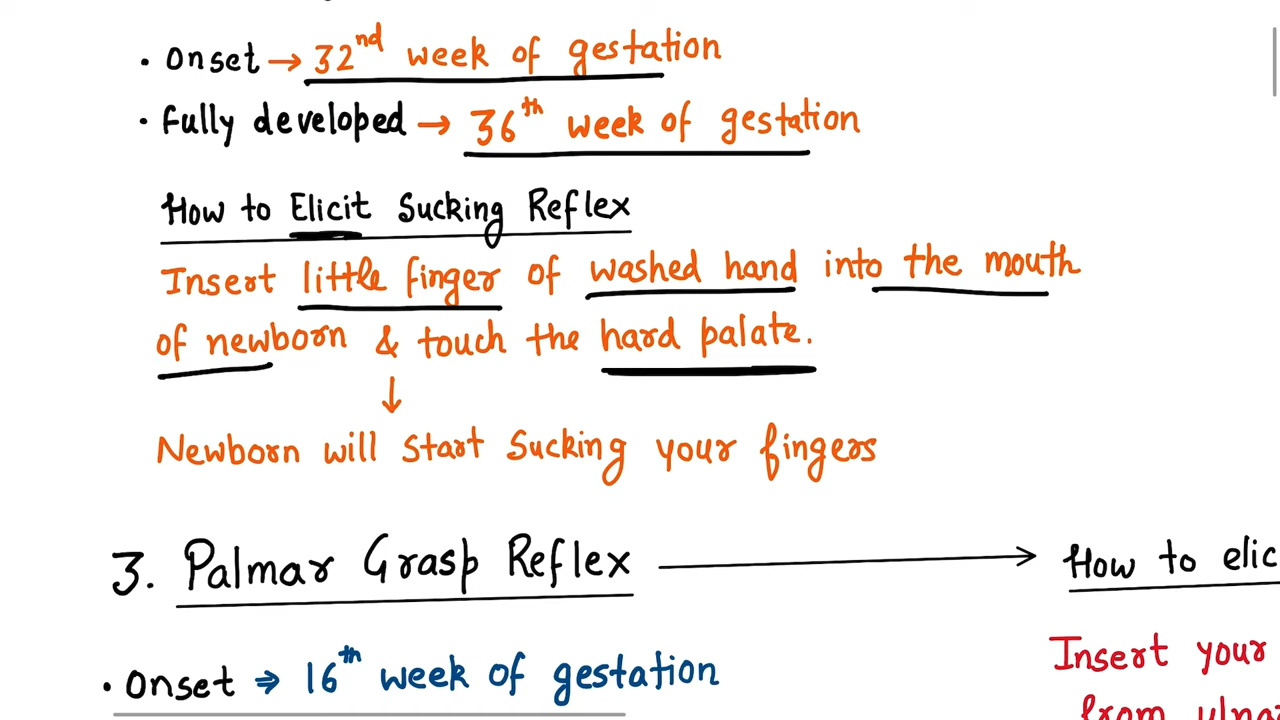 • Onset → 32nd week of gestation
• Fully developed → 36th week of gestation
How to Elicit Sucking Reflex
Insert little finger of washed hand into the mouth
of newborn & touch the hard palate.
↓
Newborn will start sucking your fingers
3. Palmar Grasp Reflex → How to elic
• Onset ⇒ 16th week of gestation
Insert your
from ulna